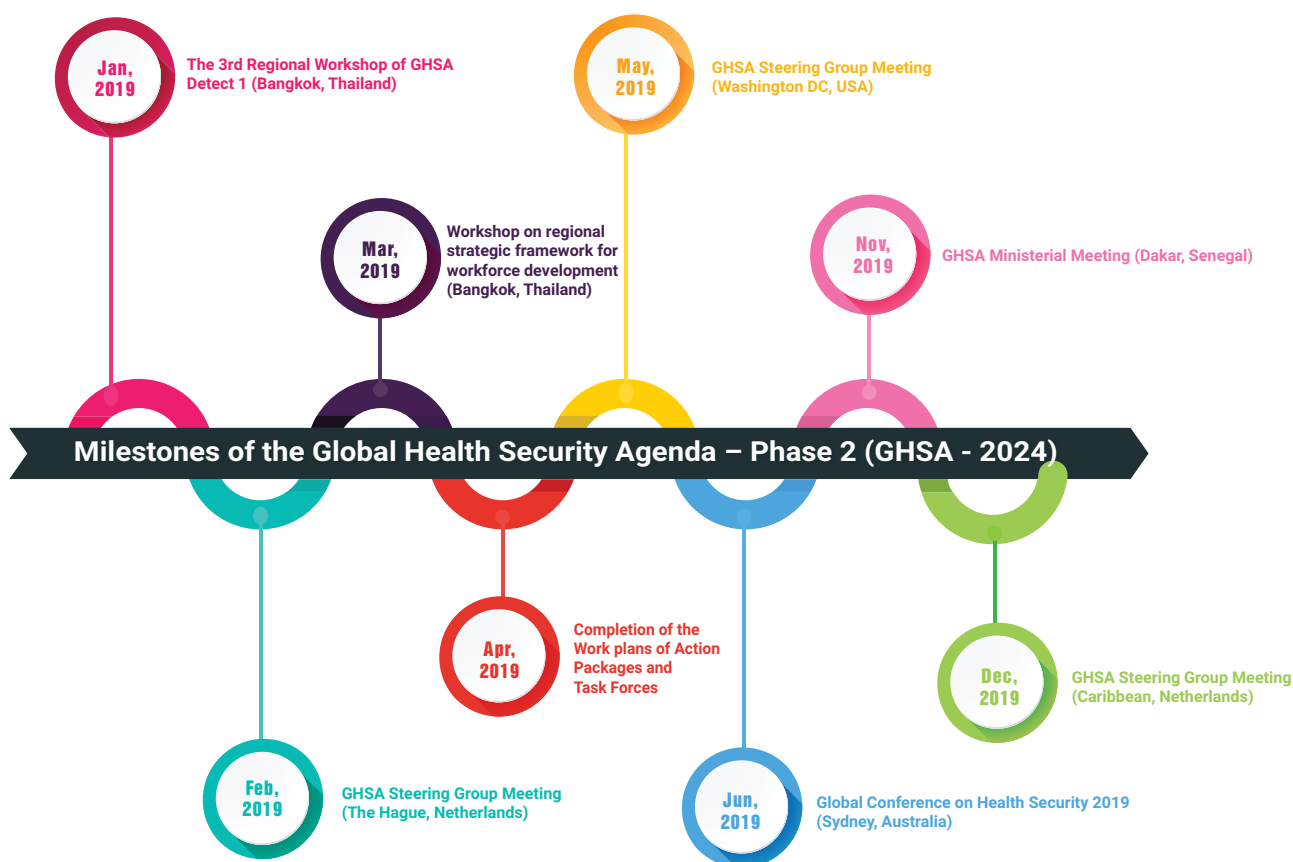 Jan,
2019
The 3rd Regional Workshop of GHSA
Detect 1 (Bangkok, Thailand)
May,
2019
GHSA Steering Group Meeting
(Washington DC, USA)
Mar,
2019
Workshop on regional
strategic framework for
workforce development
(Bangkok, Thailand)
Nov,
2019
GHSA Ministerial Meeting (Dakar, Senegal)
Milestones of the Global Health Security Agenda – Phase 2 (GHSA - 2024)
Apr,
2019
Completion of the
Work plans of Action
Packages and
Task Forces
Dec,
2019
GHSA Steering Group Meeting
(Caribbean, Netherlands)
Feb,
2019
GHSA Steering Group Meeting
(The Hague, Netherlands)
Jun,
2019
Global Conference on Health Security 2019
(Sydney, Australia)